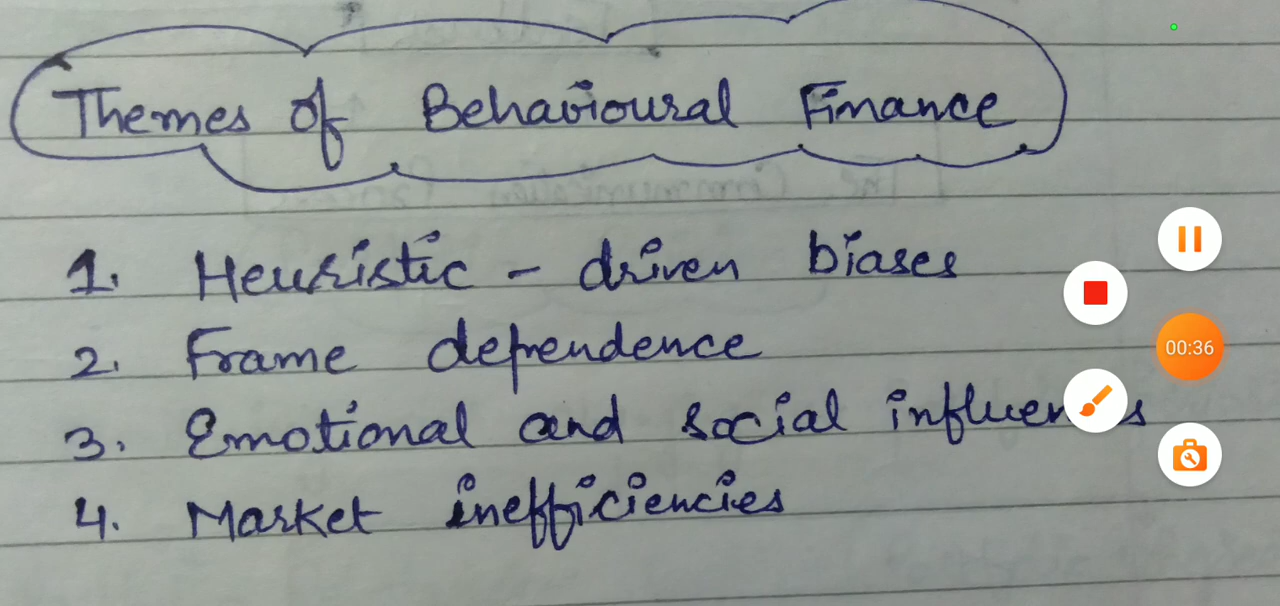 Themes of Behavioural Finance
1. Heuristic - driven biases
2. Frame dependence
3. Emotional and social
4. Market inefficiencies
00:36